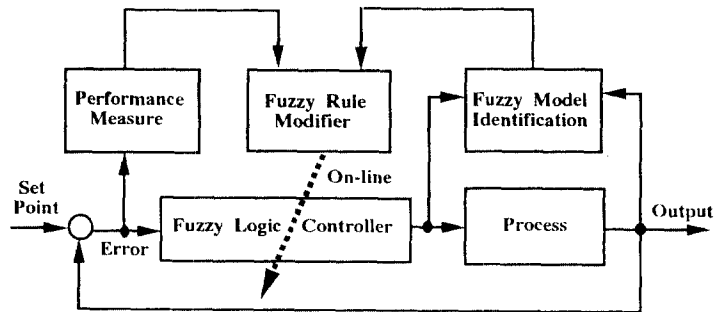 Performance
Measure
Fuzzy Rule
Modifier
Fuzzy Model
Identification
On-line
Set
Point
Error
Fuzzy Logic Controller
Process
Output